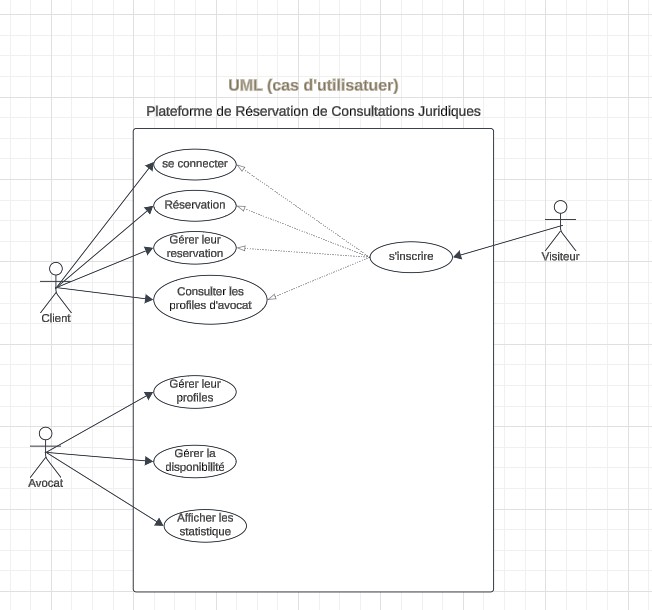 UML (cas d'utilisatuer)
Plateforme de Réservation de Consultations Juridiques
se connecter
Réservation
Gérer leur
reservation
s'inscrire
Visiteur
Consulter les
profiles d'avocat
Client
Gérer leur
profiles
Gérer la
disponibilité
Avocat
Afficher les
statistique